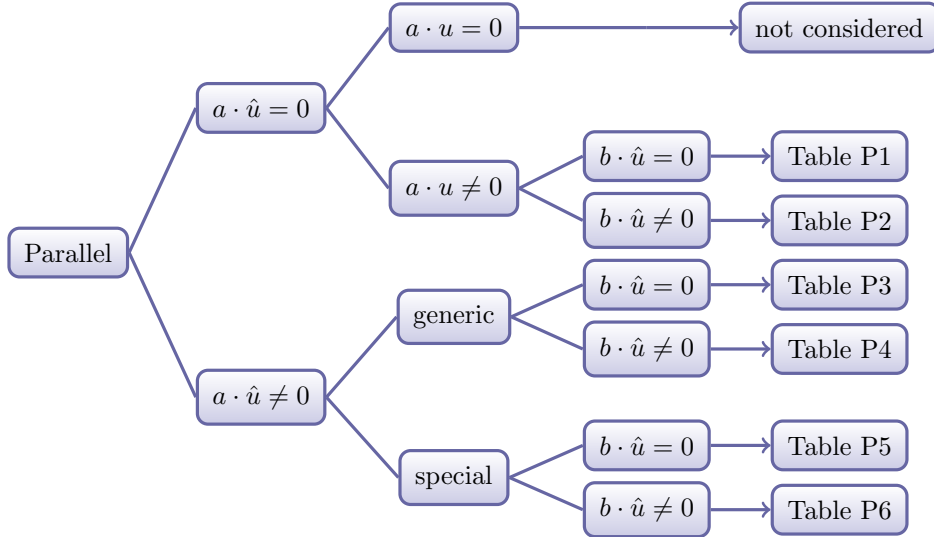 a · u = 0
not considered
a · û = 0
b · û = 0
Table P1
a · u ≠ 0
b · û ≠ 0
Table P2
Parallel
b · û = 0
Table P3
generic
b · û ≠ 0
Table P4
a · û ≠ 0
b · û = 0
Table P5
special
b · û ≠ 0
Table P6